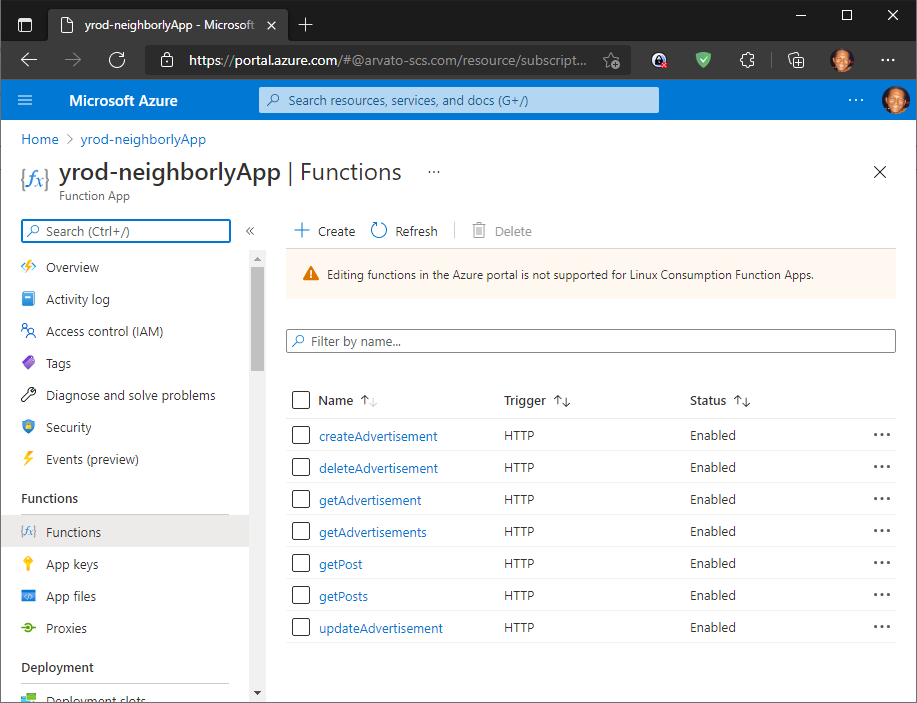 yrod-neighborlyApp - Microsoft
https://portal.azure.com/#@arvato-scs.com/resource/subscript...
Microsoft Azure
Search resources, services, and docs (G+/)
Home > yrod-neighborlyApp
{fx} yrod-neighborlyApp | Functions ...
Function App
Search (Ctrl+/) «
Create Refresh Delete
Editing functions in the Azure portal is not supported for Linux Consumption Function Apps.
Overview
Activity log
Access control (IAM)
Tags
Diagnose and solve problems
Security
Events (preview)
Functions
{fx} Functions
App keys
App files
Proxies
Deployment
Deployment slots
Filter by name...
Name Trigger Status
createAdvertisement HTTP Enabled
deleteAdvertisement HTTP Enabled
getAdvertisement HTTP Enabled
getAdvertisements HTTP Enabled
getPost HTTP Enabled
getPosts HTTP Enabled
updateAdvertisement HTTP Enabled